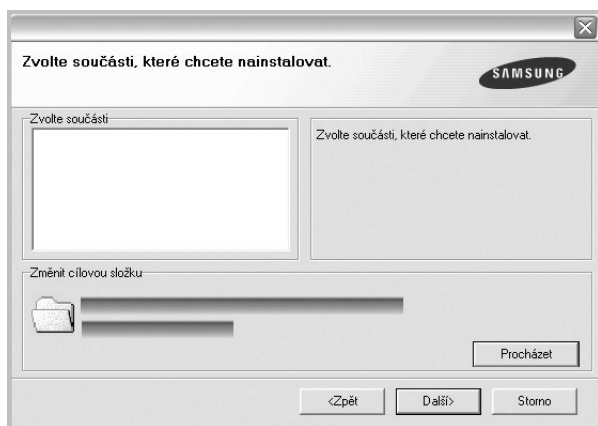 Zvolte součásti, které chcete nainstalovat.
SAMSUNG
Zvolte součásti
Zvolte součásti, které chcete nainstalovat.
Změnit cílovou složku
Procházet
<Zpět
Další>
Storno